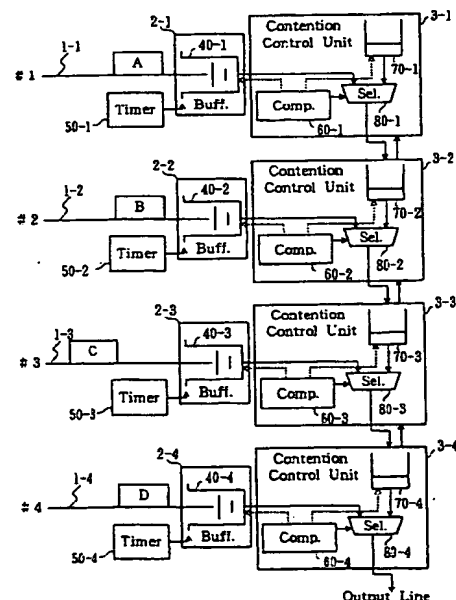 1-1
2-1
40-1
Contention
Control Unit
3-1
# 1
A
70-1
Timer
Buff.
Comp.
Sel.
50-1
60-1
80-1
1-2
2-2
40-2
Contention
Control Unit
3-2
# 2
B
70-2
Timer
Buff.
Comp.
Sel.
50-2
60-2
80-2
1-3
2-3
40-3
Contention
Control Unit
3-3
# 3
C
70-3
Timer
Buff.
Comp.
Sel.
50-3
60-3
80-3
1-4
2-4
40-4
Contention
Control Unit
3-4
# 4
D
70-4
Timer
Buff.
Comp.
Sel.
50-4
60-4
80-4
Output Line